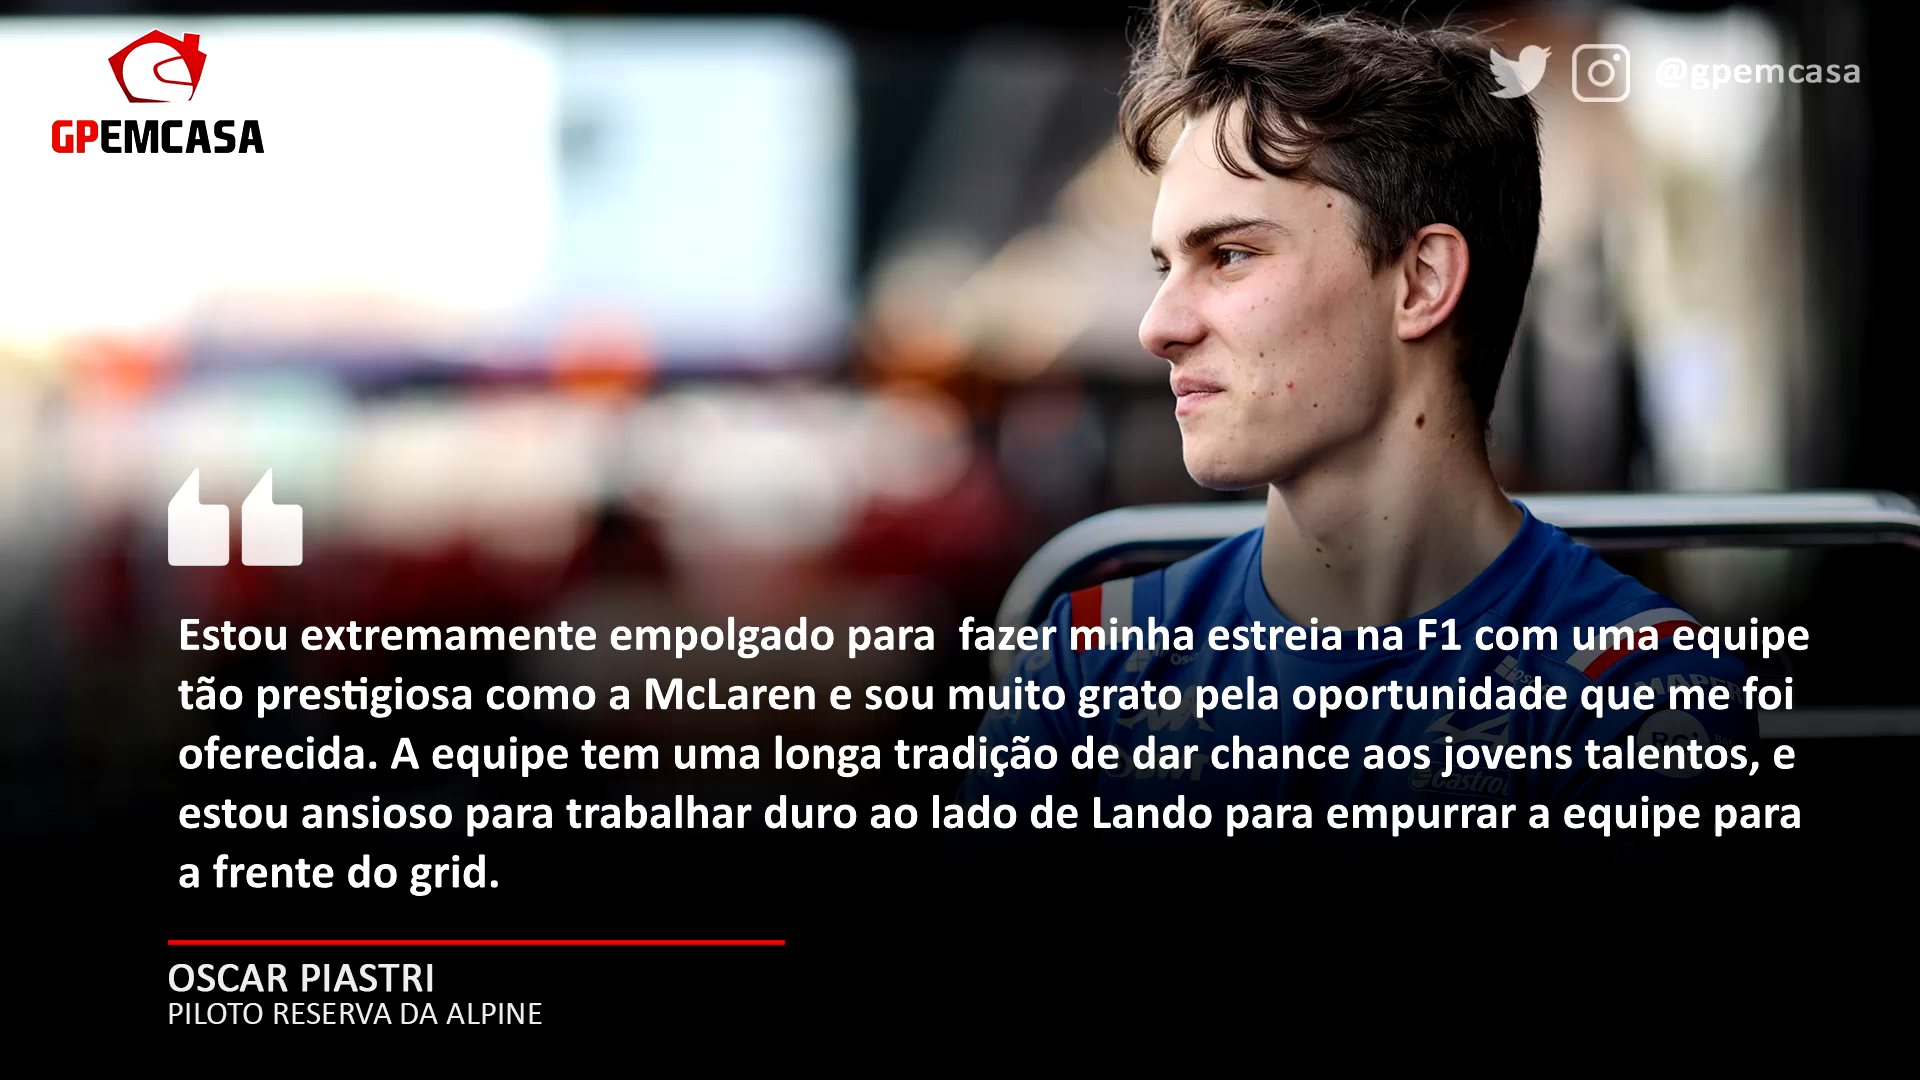 GPEMCASA
@gpemcasa
Estou extremamente empolgado para  fazer minha estreia na F1 com uma equipe
tão prestigiosa como a McLaren e sou muito grato pela oportunidade que me foi
oferecida. A equipe tem uma longa tradição de dar chance aos jovens talentos, e
estou ansioso para trabalhar duro ao lado de Lando para empurrar a equipe para
a frente do grid.
Castrol
OSCAR PIASTRI
PILOTO RESERVA DA ALPINE